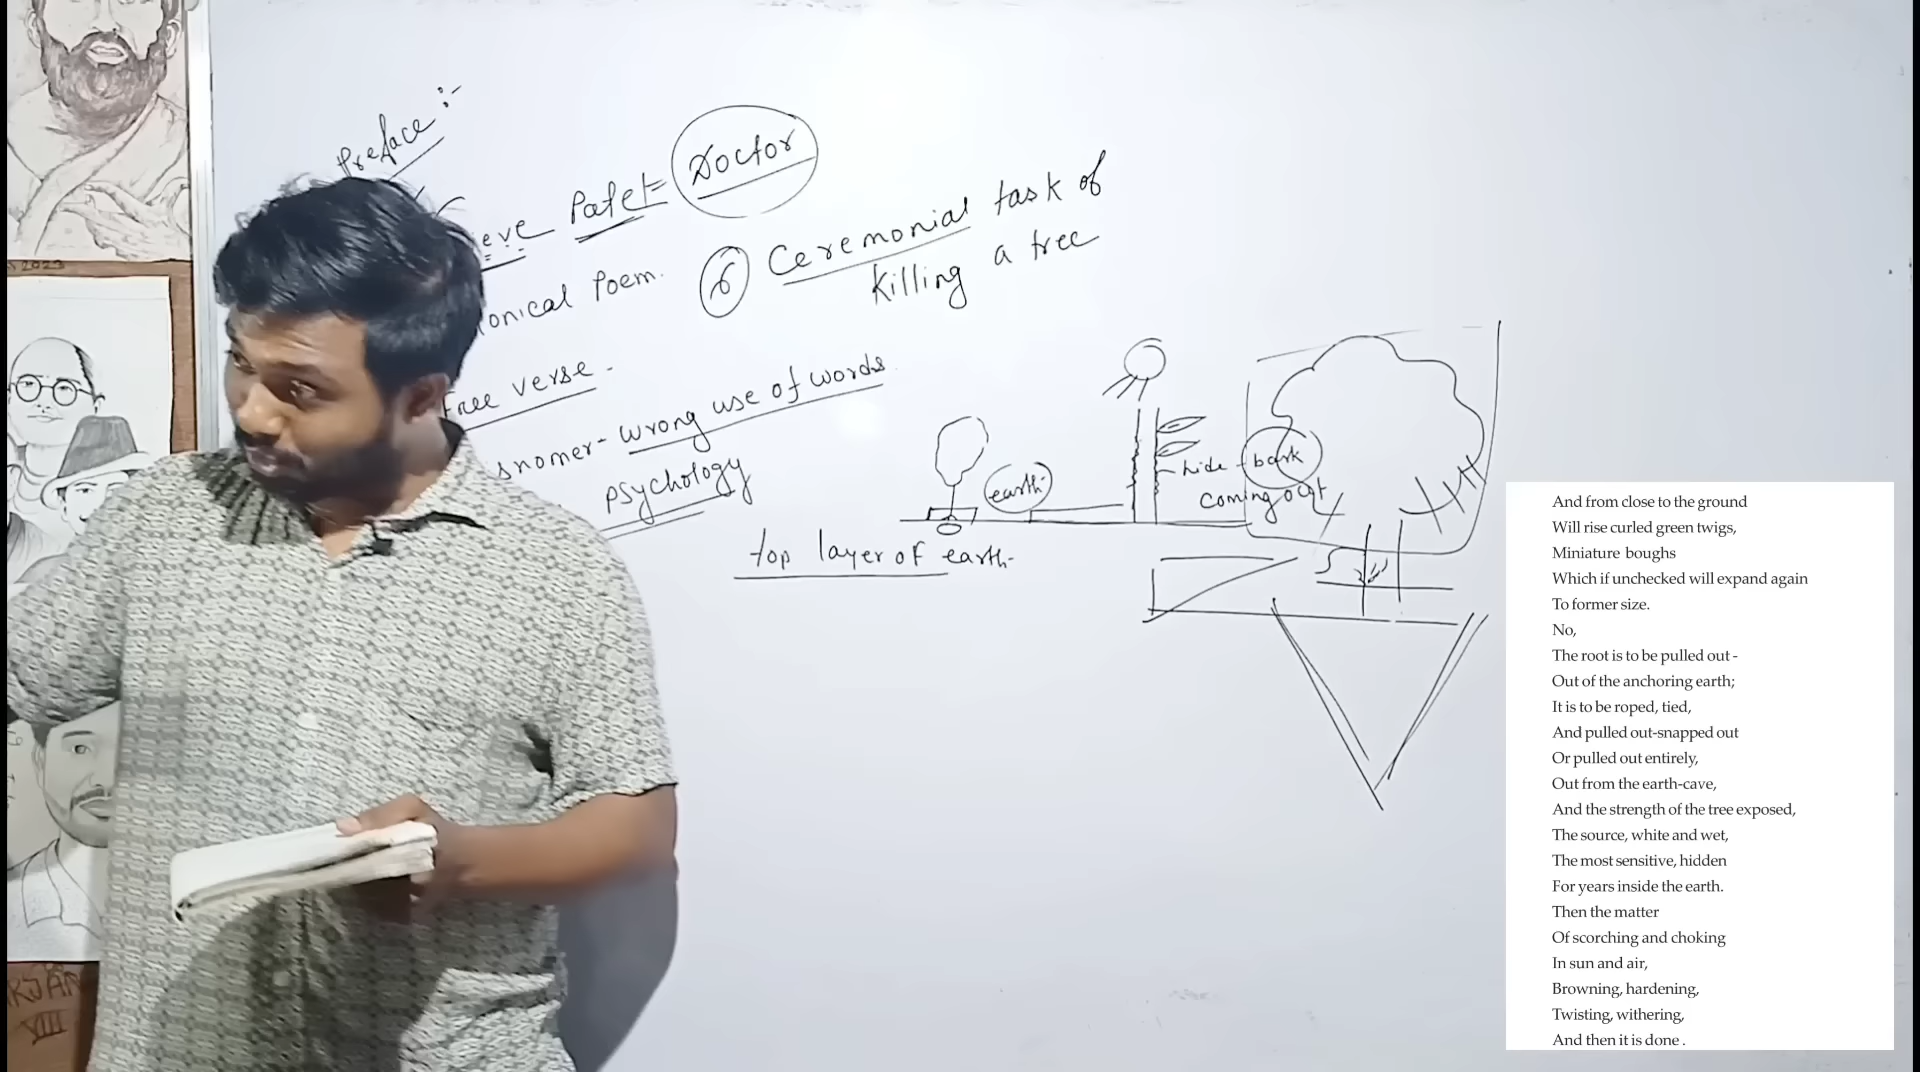 Preface :-
eve Patel= Doctor
onical Poem.
6 Ceremonial task of
killing a tree
free verse.
snomer- wrong use of words
psychology
earth
top layer of earth-
hide - bark
coming out
2023
RJAN
VIII
And from close to the ground
Will rise curled green twigs,
Miniature boughs
Which if unchecked will expand again
To former size.
No,
The root is to be pulled out -
Out of the anchoring earth;
It is to be roped, tied,
And pulled out-snapped out
Or pulled out entirely,
Out from the earth-cave,
And the strength of the tree exposed,
The source, white and wet,
The most sensitive, hidden
For years inside the earth.
Then the matter
Of scorching and choking
In sun and air,
Browning, hardening,
Twisting, withering,
And then it is done .